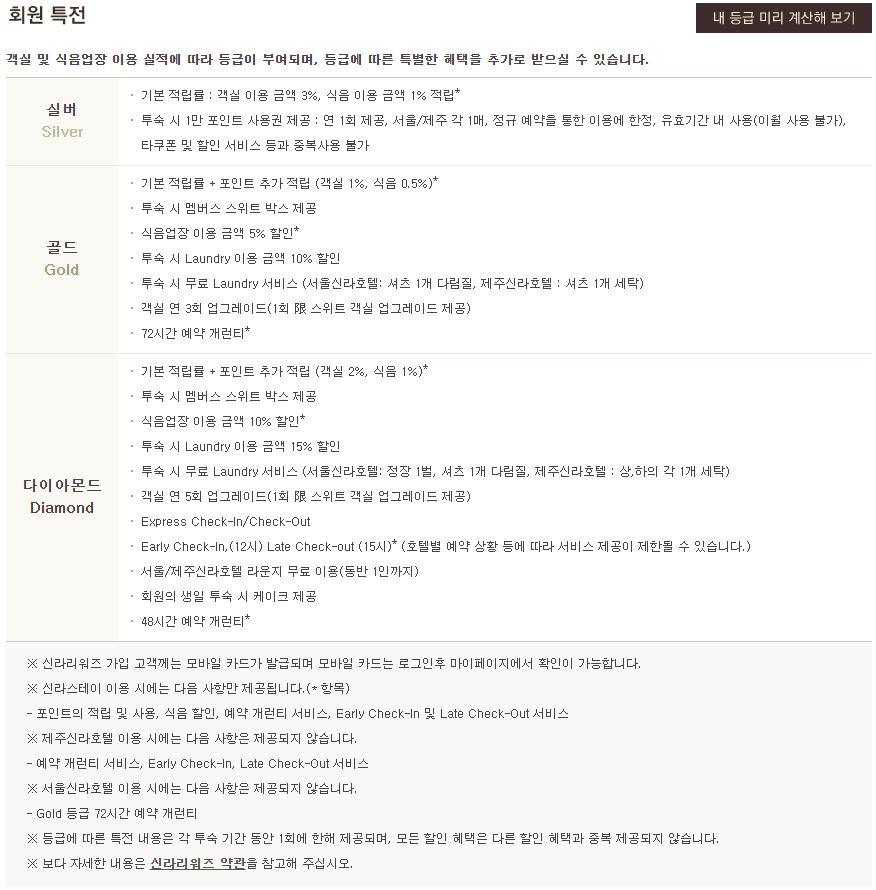 회원 특전
내 등급 미리 계산해 보기
객실 및 식음업장 이용 실적에 따라 등급이 부여되며, 등급에 따른 특별한 혜택을 추가로 받으실 수 있습니다.
실버
Silver
· 기본 적립률 : 객실 이용 금액 3%, 식음 이용 금액 1% 적립*
· 투숙 시 1만 포인트 사용권 제공 : 연 1회 제공, 서울/제주 각 1매, 정규 예약을 통한 이용에 한정, 유효기간 내 사용(이월 사용 불가),
타쿠폰 및 할인 서비스 등과 중복사용 불가
골드
Gold
· 기본 적립률 + 포인트 추가 적립 (객실 1%, 식음 0.5%)*
· 투숙 시 멤버스 스위트 박스 제공
· 식음업장 이용 금액 5% 할인*
· 투숙 시 Laundry 이용 금액 10% 할인
· 투숙 시 무료 Laundry 서비스 (서울신라호텔: 셔츠 1개 다림질, 제주신라호텔 : 셔츠 1개 세탁)
· 객실 연 3회 업그레이드(1회 限 스위트 객실 업그레이드 제공)
· 72시간 예약 개런티*
다이아몬드
Diamond
· 기본 적립률 + 포인트 추가 적립 (객실 2%, 식음 1%)*
· 투숙 시 멤버스 스위트 박스 제공
· 식음업장 이용 금액 10% 할인*
· 투숙 시 Laundry 이용 금액 15% 할인
· 투숙 시 무료 Laundry 서비스 (서울신라호텔: 정장 1벌, 셔츠 1개 다림질, 제주신라호텔 : 상,하의 각 1개 세탁)
· 객실 연 5회 업그레이드(1회 限 스위트 객실 업그레이드 제공)
· Express Check-In/Check-Out
· Early Check-In,(12시) Late Check-out (15시)* (호텔별 예약 상황 등에 따라 서비스 제공이 제한될 수 있습니다.)
· 서울/제주신라호텔 라운지 무료 이용(동반 1인까지)
· 회원의 생일 투숙 시 케이크 제공
· 48시간 예약 개런티*
※ 신라리워즈 가입 고객께는 모바일 카드가 발급되며 모바일 카드는 로그인후 마이페이지에서 확인이 가능합니다.
※ 신라스테이 이용 시에는 다음 사항만 제공됩니다.(* 항목)
- 포인트의 적립 및 사용, 식음 할인, 예약 개런티 서비스, Early Check-In 및 Late Check-Out 서비스
※ 제주신라호텔 이용 시에는 다음 사항은 제공되지 않습니다.
- 예약 개런티 서비스, Early Check-In, Late Check-Out 서비스
※ 서울신라호텔 이용 시에는 다음 사항은 제공되지 않습니다.
- Gold 등급 72시간 예약 개런티
※ 등급에 따른 특전 내용은 각 투숙 기간 동안 1회에 한해 제공되며, 모든 할인 혜택은 다른 할인 혜택과 중복 제공되지 않습니다.
※ 보다 자세한 내용은 신라리워즈 약관을 참고해 주십시오.